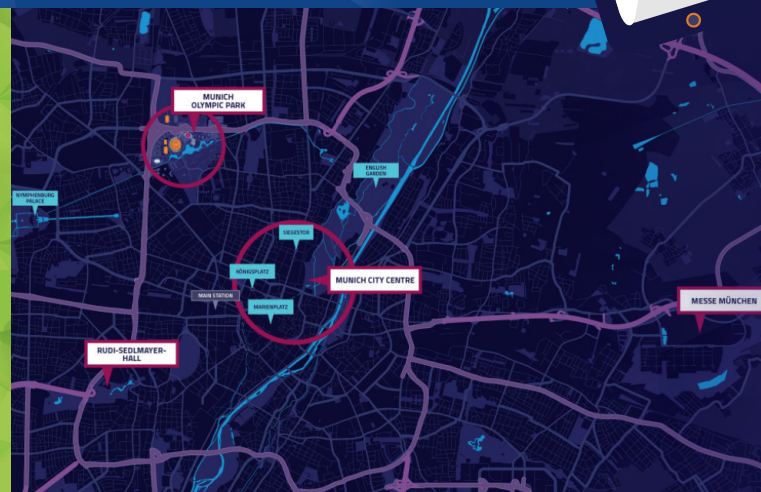 MUNICH
OLYMPIC PARK
ENGLISH
GARDEN
NYMPHENBURG
PALACE
SIEGESTOR
KÖNIGSPLATZ
MUNICH CITY CENTRE
MAIN STATION
MESSE MÜNCHEN
MARIENPLATZ
RUDI-SEDLMAYER-
HALL